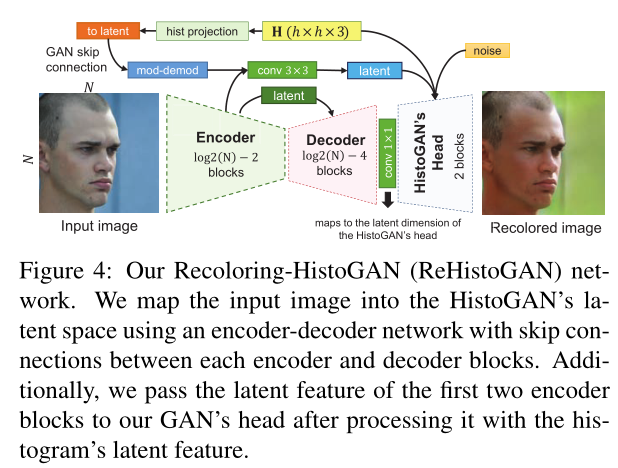 to latent
hist projection
H (h×h×3)
noise
GAN skip
connection
mod-demod
conv 3×3
latent
N
latent
N
Encoder
log2(N)−2
blocks
Decoder
log2(N)−4
blocks
conv 1×1
HistoGAN's
Head
2 blocks
Input image
maps to the latent dimension of
the HistoGAN's head
Recolored image
Figure 4: Our Recoloring-HistoGAN (ReHistoGAN) net-
work. We map the input image into the HistoGAN's la-
tent space using an encoder-decoder network with skip con-
nections between each encoder and decoder blocks. Addi-
tionally, we pass the latent feature of the first two encoder
blocks to our GAN's head after processing it with the his-
togram's latent feature.